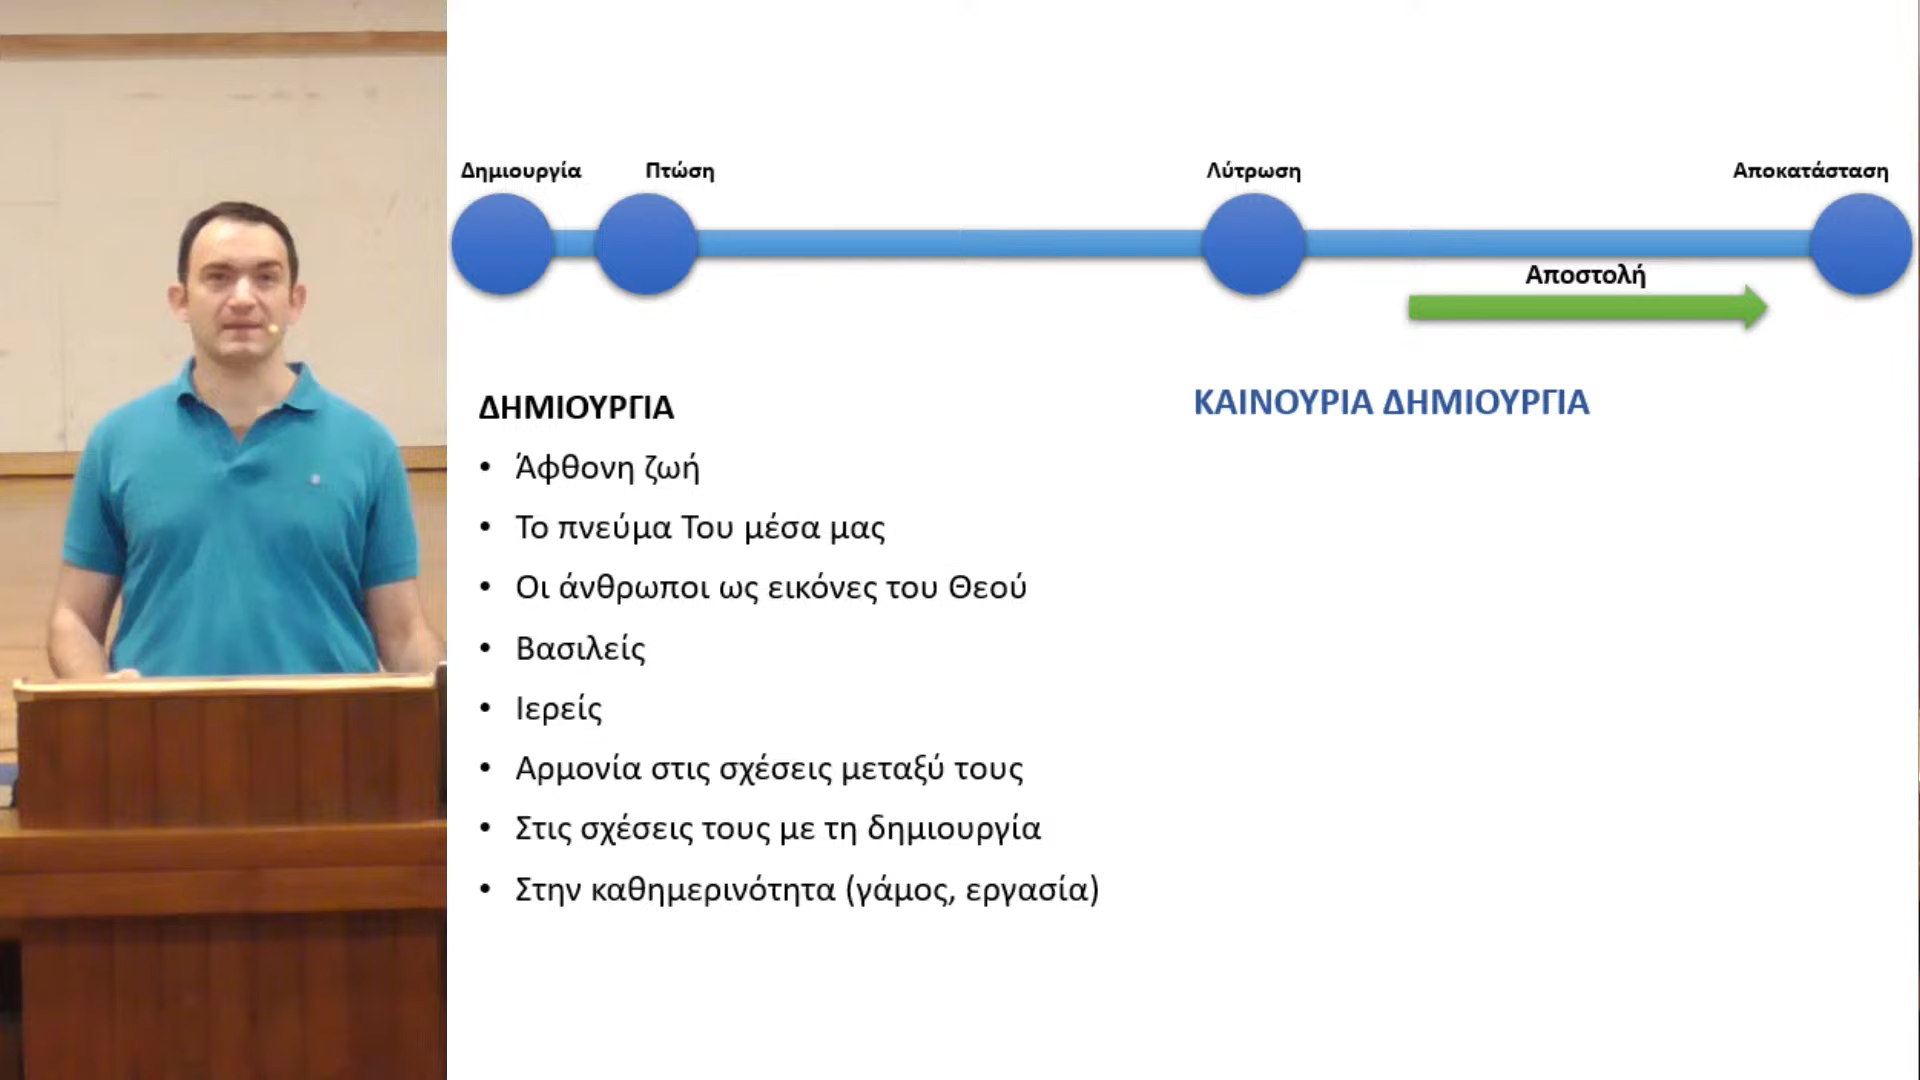 Δημιουργία Πτώση Λύτρωση Αποκατάσταση
Αποστολή
ΔΗΜΙΟΥΡΓΙΑ
• Άφθονη ζωή
• Το πνεύμα Του μέσα μας
• Οι άνθρωποι ως εικόνες του Θεού
• Βασιλείς
• Ιερείς
• Αρμονία στις σχέσεις μεταξύ τους
• Στις σχέσεις τους με τη δημιουργία
• Στην καθημερινότητα (γάμος, εργασία)
ΚΑΙΝΟΥΡΙΑ ΔΗΜΙΟΥΡΓΙΑ